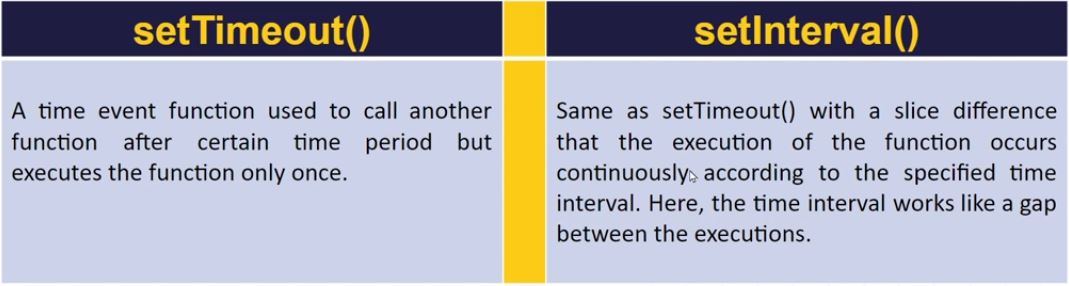 setTimeout()
A time event function used to call another
function after certain time period but
executes the function only once.
setInterval()
Same as setTimeout() with a slice difference
that the execution of the function occurs
continuously according to the specified time
interval. Here, the time interval works like a gap
between the executions.